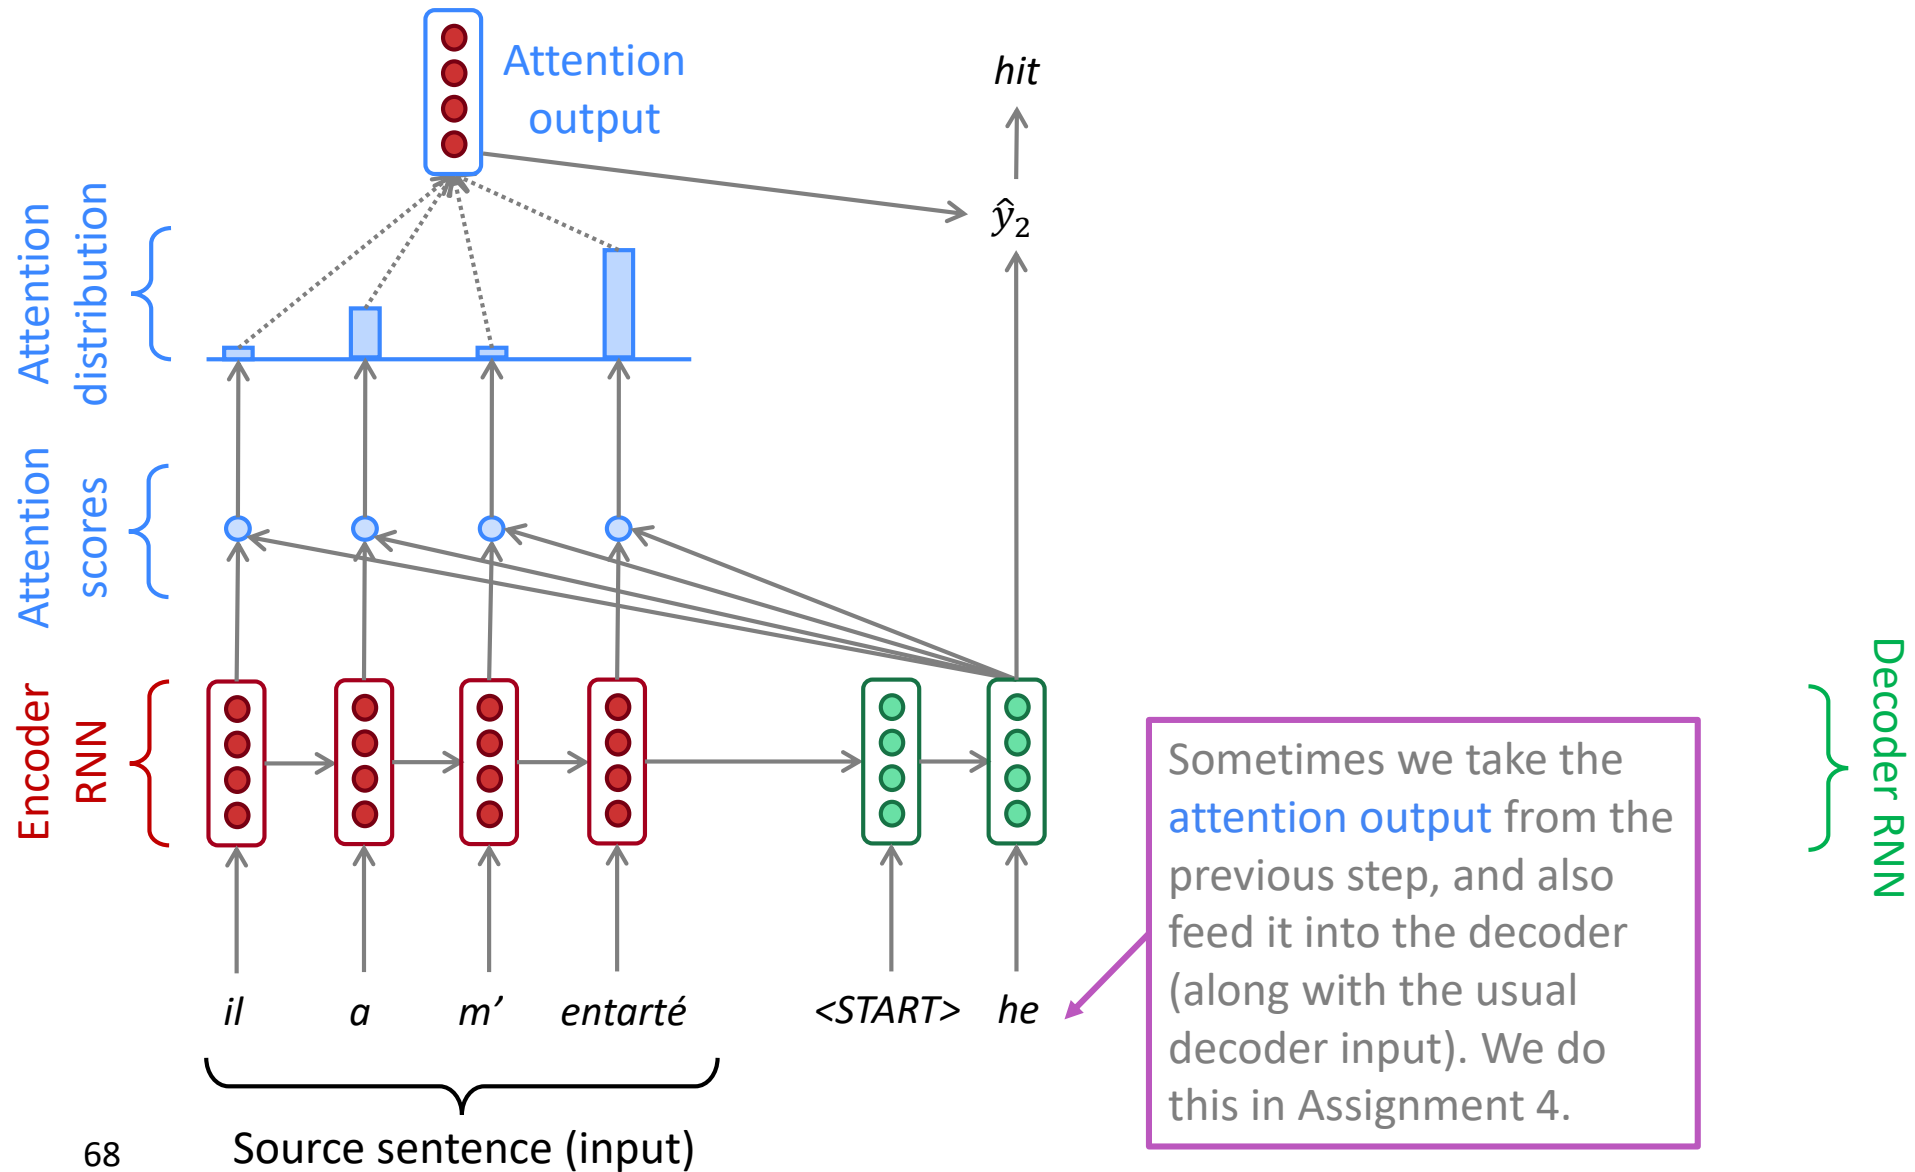 Attention
output
hit
Attention
distribution
ŷ₂
Attention
scores
Encoder
RNN
Decoder RNN
Sometimes we take the
attention output from the
previous step, and also
feed it into the decoder
(along with the usual
decoder input). We do
this in Assignment 4.
il a m’ entarté <START> he
Source sentence (input)
68